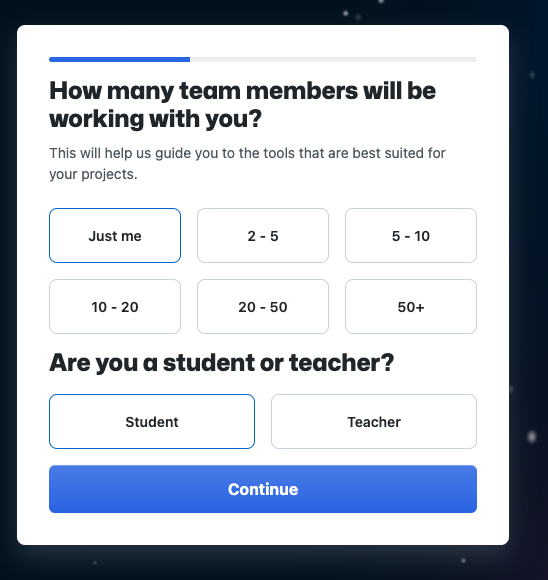 How many team members will be
working with you?
This will help us guide you to the tools that are best suited for
your projects.
Just me
2 - 5
5 - 10
10 - 20
20 - 50
50+
Are you a student or teacher?
Student
Teacher
Continue